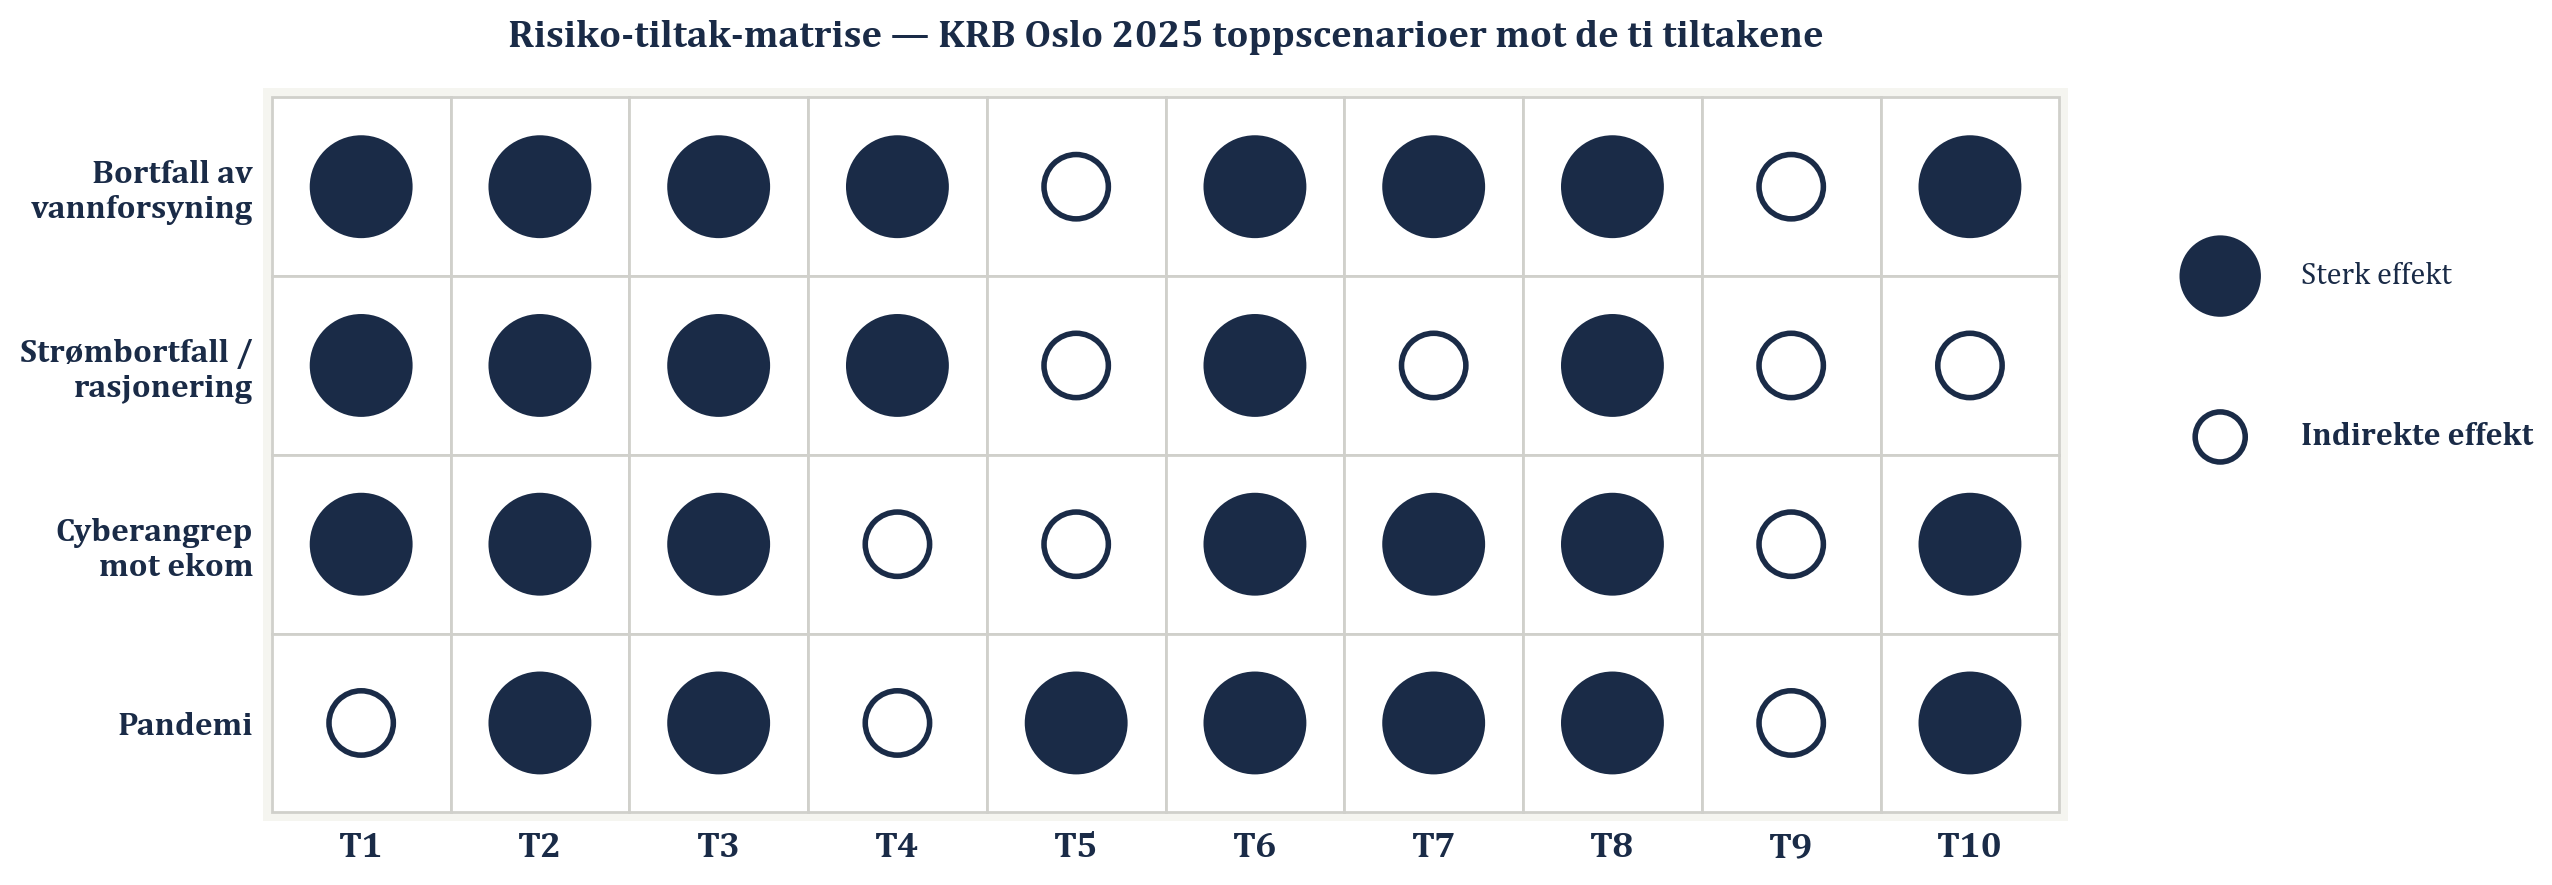 Risiko-tiltak-matrise — KRB Oslo 2025 toppscenarioer mot de ti tiltakene
Bortfall av
vannforsyning
Strømbortfall /
rasjonering
Cyberangrep
mot ekom
Pandemi
T1 T2 T3 T4 T5 T6 T7 T8 T9 T10
Sterk effekt
Indirekte effekt